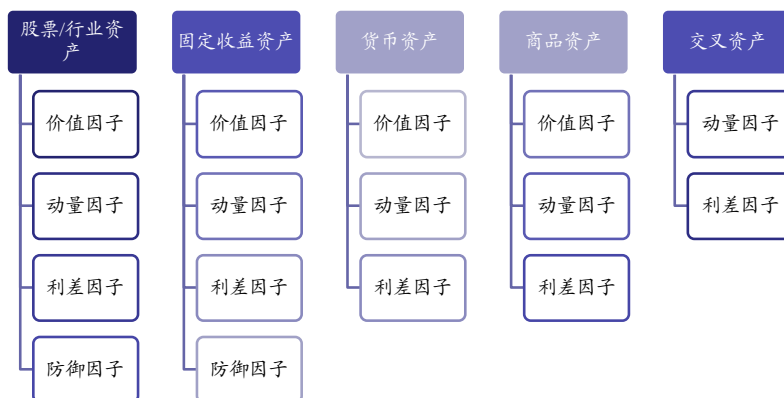 股票/行业资
产
价值因子
动量因子
利差因子
防御因子
固定收益资产
价值因子
动量因子
利差因子
防御因子
货币资产
价值因子
动量因子
利差因子
商品资产
价值因子
动量因子
利差因子
交叉资产
动量因子
利差因子